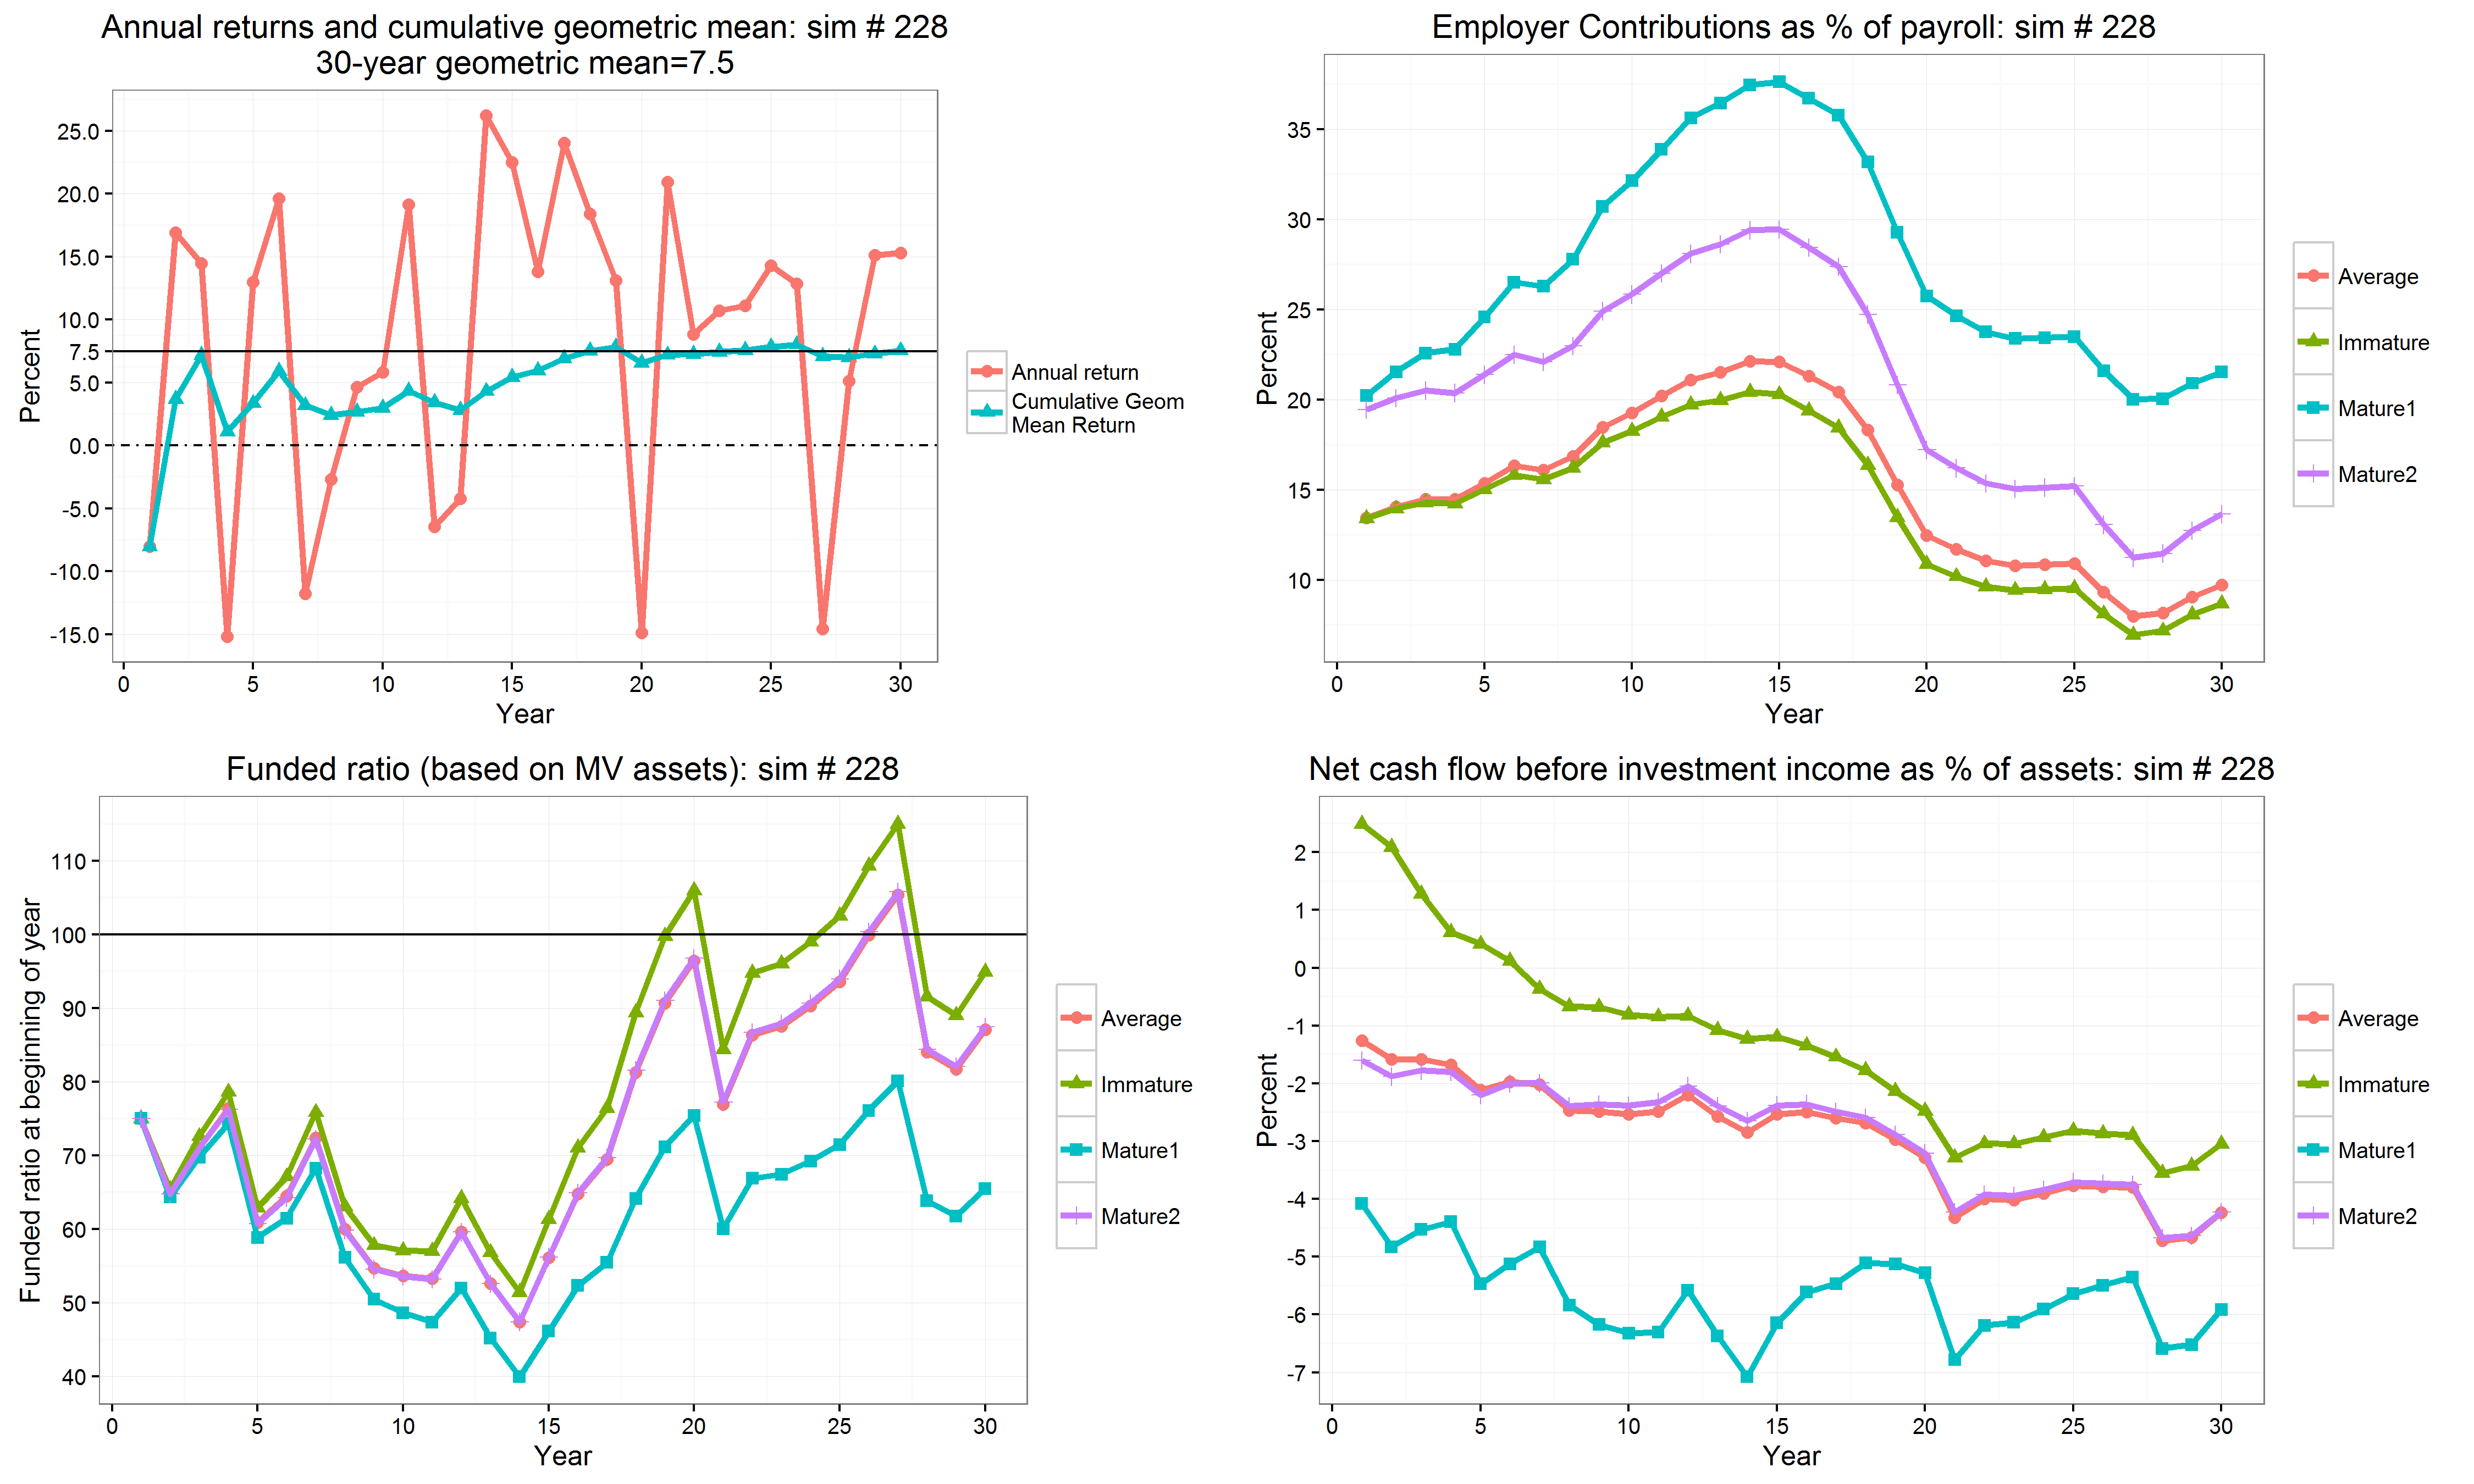 Annual returns and cumulative geometric mean: sim # 228
30-year geometric mean=7.5
Percent
25.0
20.0
15.0
10.0
7.5
5.0
0.0
-5.0
-10.0
-15.0
0 5 10 15 20 25 30
Year
Annual return
Cumulative Geom
Mean Return
Employer Contributions as % of payroll: sim # 228
Percent
35
30
25
20
15
10
0 5 10 15 20 25 30
Year
Average
Immature
Mature1
Mature2
Funded ratio (based on MV assets): sim # 228
Funded ratio at beginning of year
110
100
90
80
70
60
50
40
0 5 10 15 20 25 30
Year
Average
Immature
Mature1
Mature2
Net cash flow before investment income as % of assets: sim # 228
Percent
2
1
0
-1
-2
-3
-4
-5
-6
-7
0 5 10 15 20 25 30
Year
Average
Immature
Mature1
Mature2